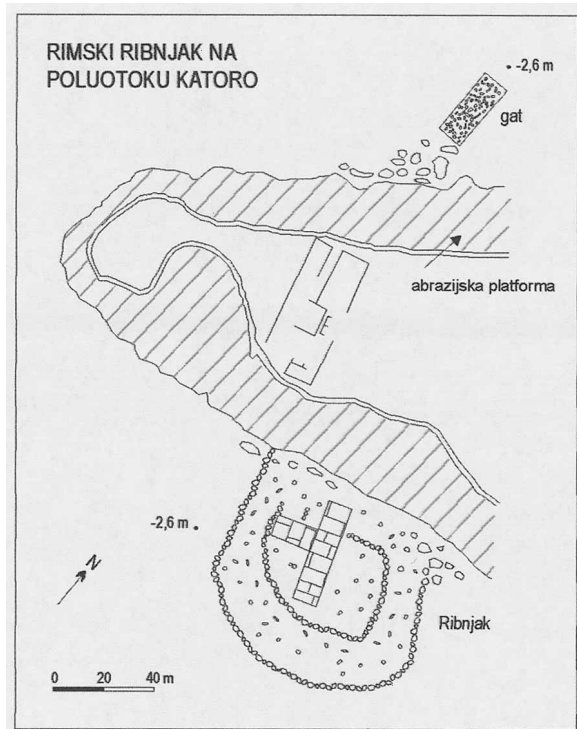 RIMSKI RIBNJAK NA
POLUOTOKU KATORO
-2,6 m
gat
abrazijska platforma
-2,6 m
N
Ribnjak
0 20 40 m